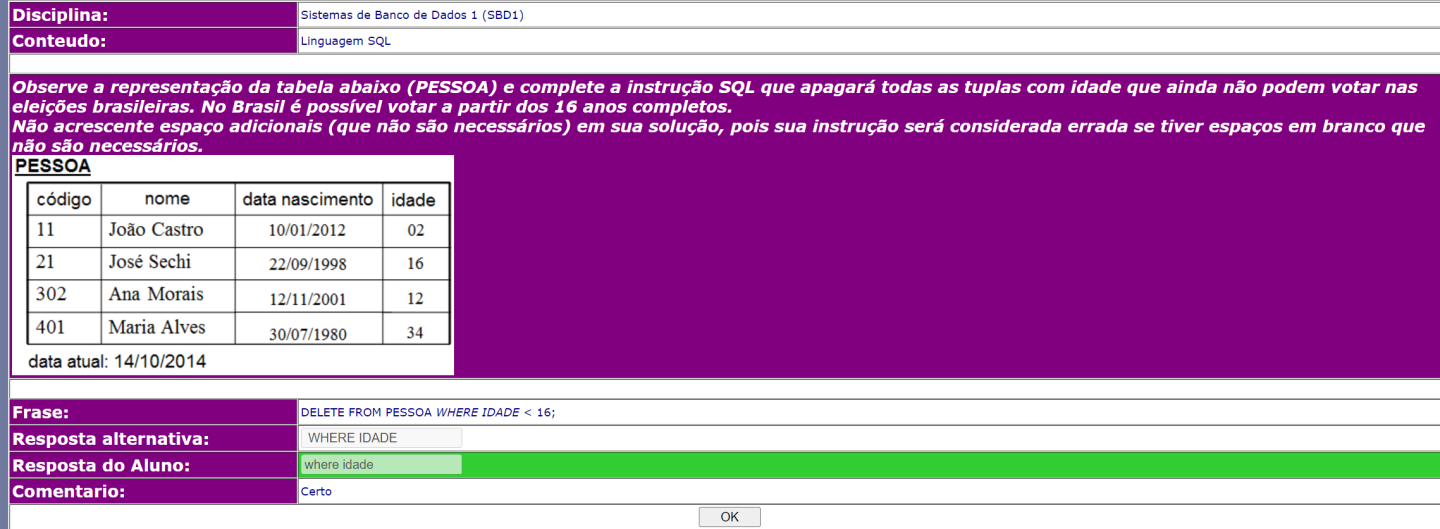 Disciplina: Sistemas de Banco de Dados 1 (SBD1)
Conteudo: Linguagem SQL
Observe a representação da tabela abaixo (PESSOA) e complete a instrução SQL que apagará todas as tuplas com idade que ainda não podem votar nas
eleições brasileiras. No Brasil é possível votar a partir dos 16 anos completos.
Não acrescente espaço adicionais (que não são necessários) em sua solução, pois sua instrução será considerada errada se tiver espaços em branco que
não são necessários.
PESSOA
código nome data nascimento idade
11 João Castro 10/01/2012 02
21 José Sechi 22/09/1998 16
302 Ana Morais 12/11/2001 12
401 Maria Alves 30/07/1980 34
data atual: 14/10/2014
Frase: DELETE FROM PESSOA WHERE IDADE < 16;
Resposta alternativa: WHERE IDADE
Resposta do Aluno: where idade
Comentario: Certo
OK